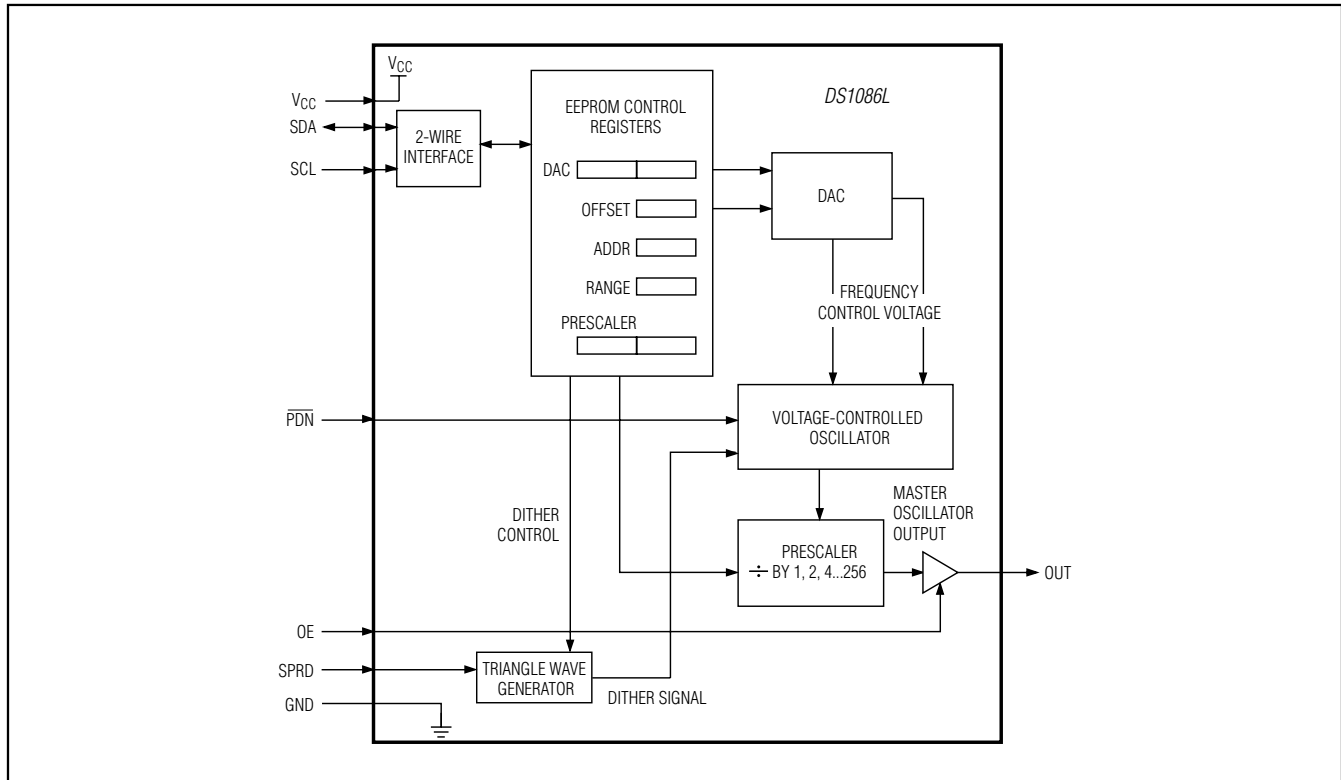 VCC
DS1086L
VCC
SDA
SCL
2-WIRE
INTERFACE
EEPROM CONTROL
REGISTERS
DAC
OFFSET
ADDR
RANGE
PRESCALER
DAC
FREQUENCY
CONTROL VOLTAGE
PDN
VOLTAGE-CONTROLLED
OSCILLATOR
DITHER
CONTROL
MASTER
OSCILLATOR
OUTPUT
PRESCALER
÷ BY 1, 2, 4...256
OUT
OE
SPRD
GND
TRIANGLE WAVE
GENERATOR
DITHER SIGNAL